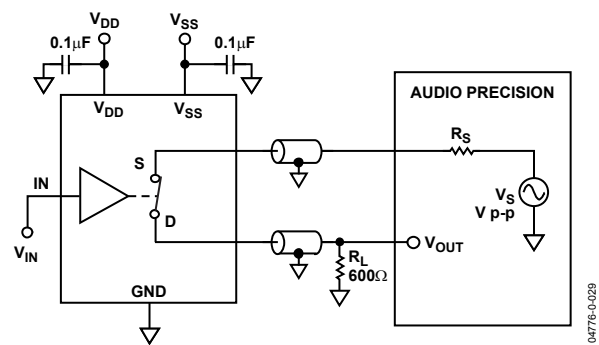 VDD
VSS
0.1μF
0.1μF
VDD
VSS
AUDIO PRECISION
RS
S
IN
VS
V p-p
D
VIN
VOUT
RL
600Ω
GND
04776-0-029